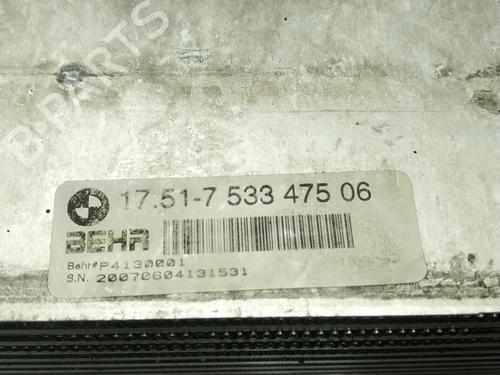 B-PARTS
17.51-7 533 475 06
BEHR
Behr#P4130001
S.N. 20070604131531